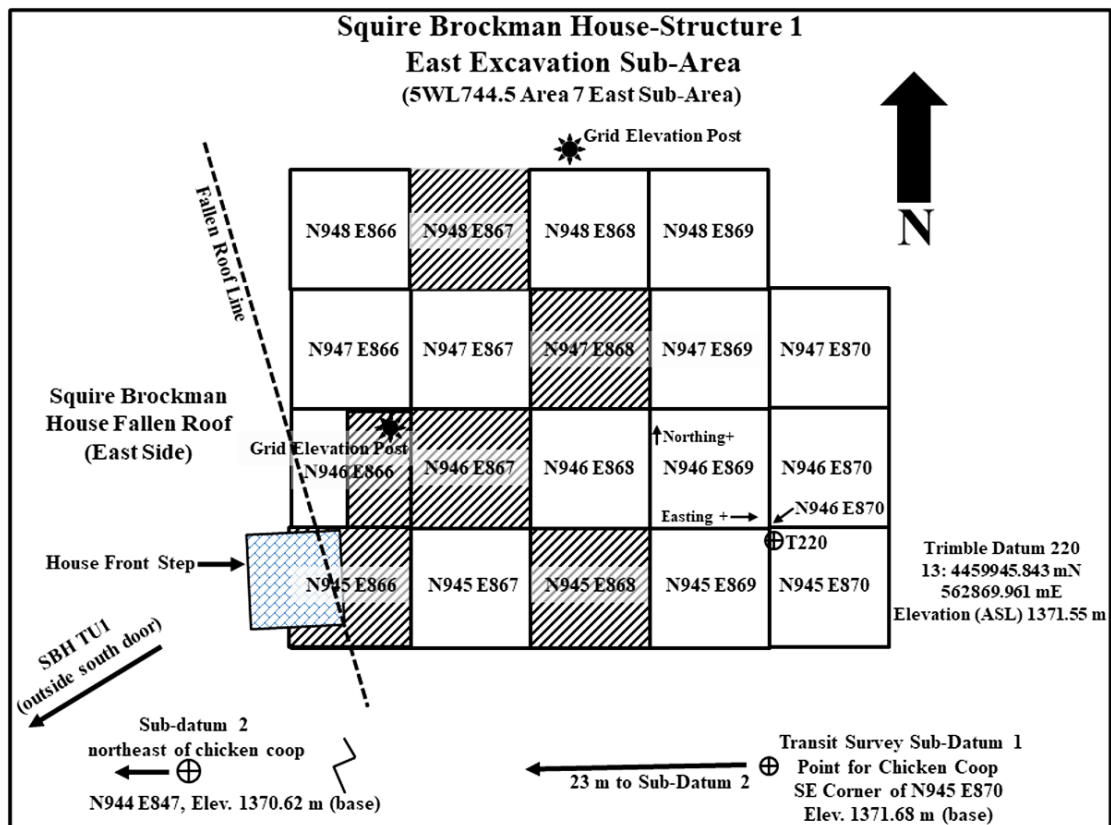 Squire Brockman House-Structure 1
East Excavation Sub-Area
(5WL744.5 Area 7 East Sub-Area)
Grid Elevation Post
N
Fallen Roof Line
N948 E866
N948 E867
N948 E868
N948 E869
N947 E866
N947 E867
N947 E868
N947 E869
N947 E870
Squire Brockman
House Fallen Roof
(East Side)
Grid Elevation Post
N946 E866
N946 E867
N946 E868
Northing+
N946 E869
Easting +
N946 E870
N946 E870
House Front Step
N945 E866
N945 E867
N945 E868
N945 E869
T220
N945 E870
Trimble Datum 220
13: 4459945.843 mN
562869.961 mE
Elevation (ASL) 1371.55 m
SBH TU1
(outside south door)
Sub-datum 2
northeast of chicken coop
N944 E847, Elev. 1370.62 m (base)
23 m to Sub-Datum 2
Transit Survey Sub-Datum 1
Point for Chicken Coop
SE Corner of N945 E870
Elev. 1371.68 m (base)